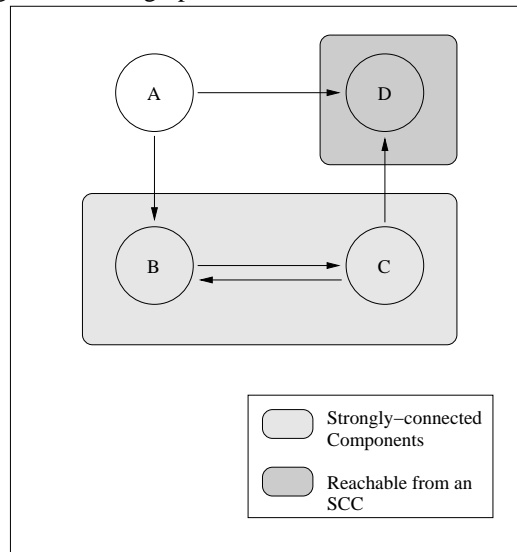 A
D
B
C
Strongly-connected
Components
Reachable from an
SCC